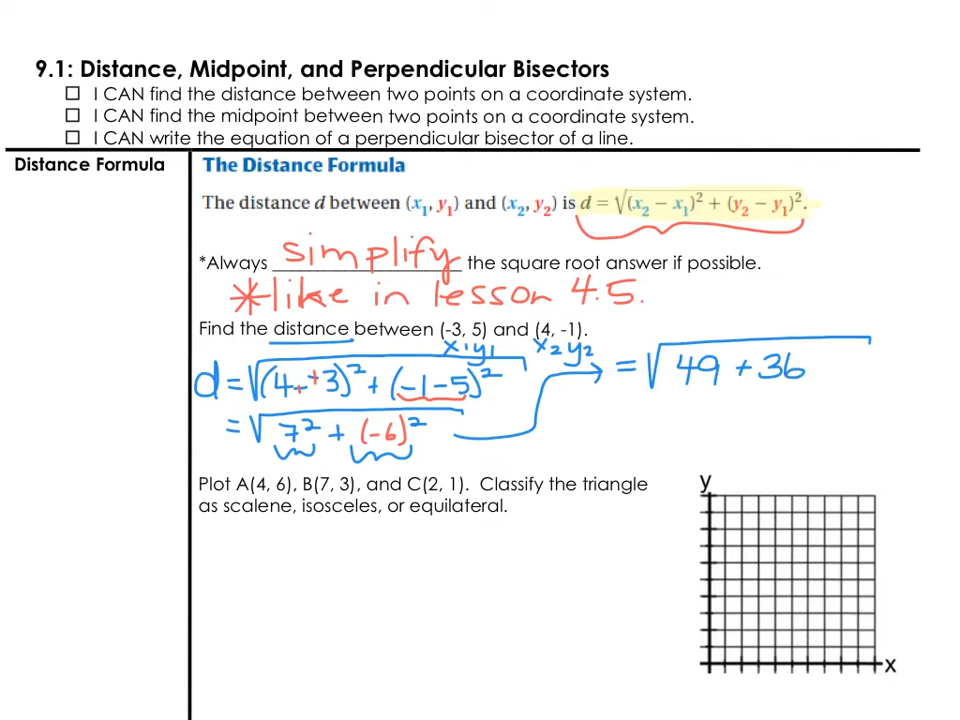 9.1: Distance, Midpoint, and Perpendicular Bisectors
☐ I CAN find the distance between two points on a coordinate system.
☐ I CAN find the midpoint between two points on a coordinate system.
☐ I CAN write the equation of a perpendicular bisector of a line.
Distance Formula
The Distance Formula
The distance d between (x₁, y₁) and (x₂, y₂) is d = √(x₂ − x₁)² + (y₂ − y₁)².
*Always simplify the square root answer if possible.
*like in lesson 4.5.
Find the distance between (-3, 5) and (4, -1).
x₁ y₁ x₂ y₂
d = √(4 - + + 3)² + (-1 - 5)²
= √7² + (-6)²
= √49 + 36
Plot A(4, 6), B(7, 3), and C(2, 1). Classify the triangle
as scalene, isosceles, or equilateral.
y
x